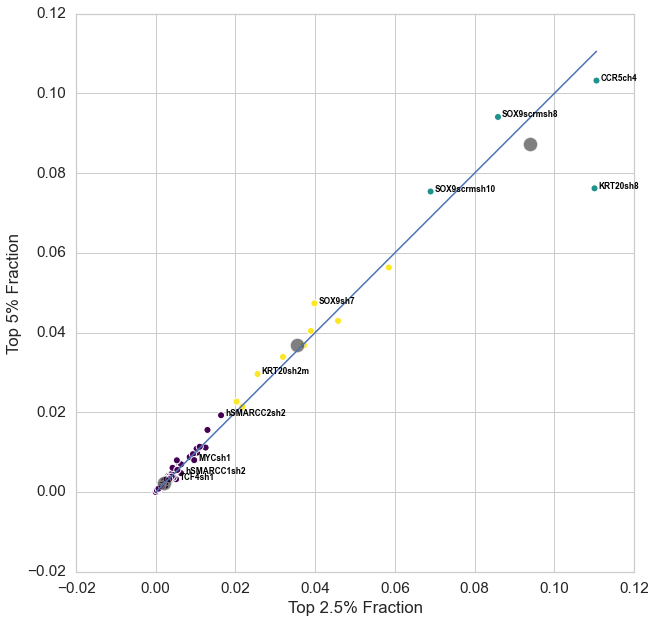 0.12
CCR5ch4
0.10
SOX9scrmsh8
0.08
SOX9scrmsh10
KRT20sh8
0.06
SOX9sh7
0.04
KRT20sh2m
0.02
hSMARCC2sh2
MYCsh1
hSMARCC1sh2
TCF4sh1
0.00
−0.02
−0.02 0.00 0.02 0.04 0.06 0.08 0.10 0.12
Top 2.5% Fraction
Top 5% Fraction